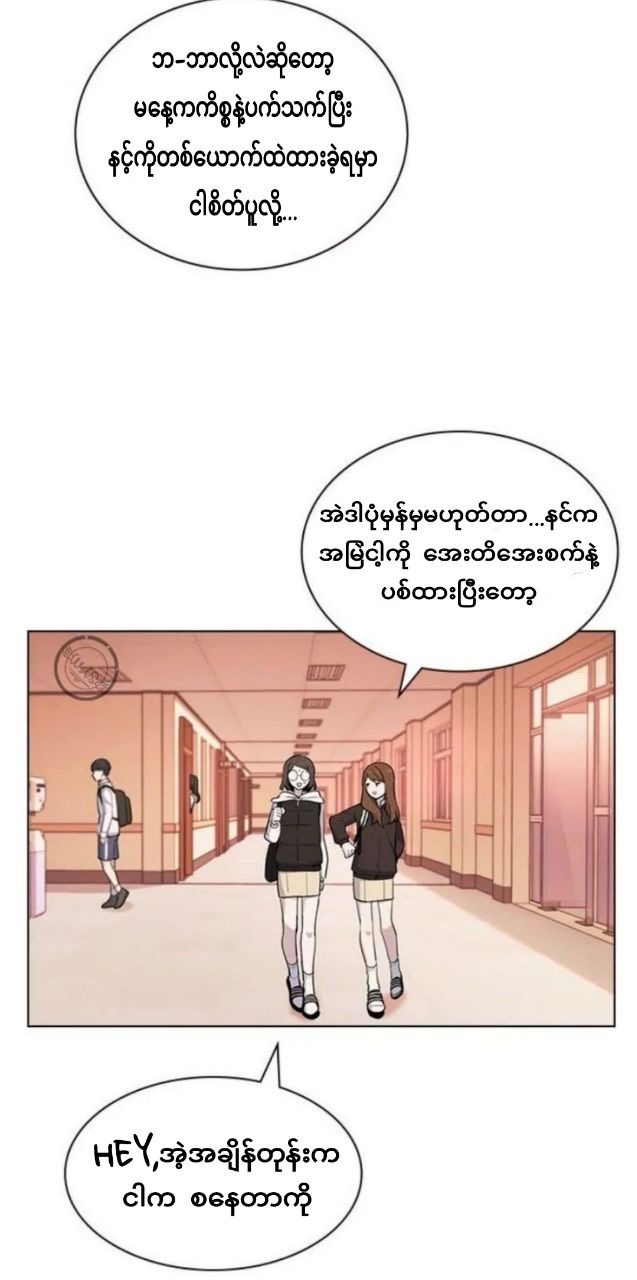 ဘ-ဘာလို့လဲဆိုတော့
မနေ့ကကိစ္စနဲ့ပက်သက်ပြီး
နင့်ကိုတစ်ယောက်ထဲထားခဲ့ရမှာ
ငါစိတ်ပူလို့...
အဲဒါပုံမှန်မှမဟုတ်တာ...နင်က
အမြဲငါ့ကို အေးတိအေးစက်နဲ့
ပစ်ထားပြီးတော့
HEY,အဲ့အချိန်တုန်းက
ငါက စနေတာကို